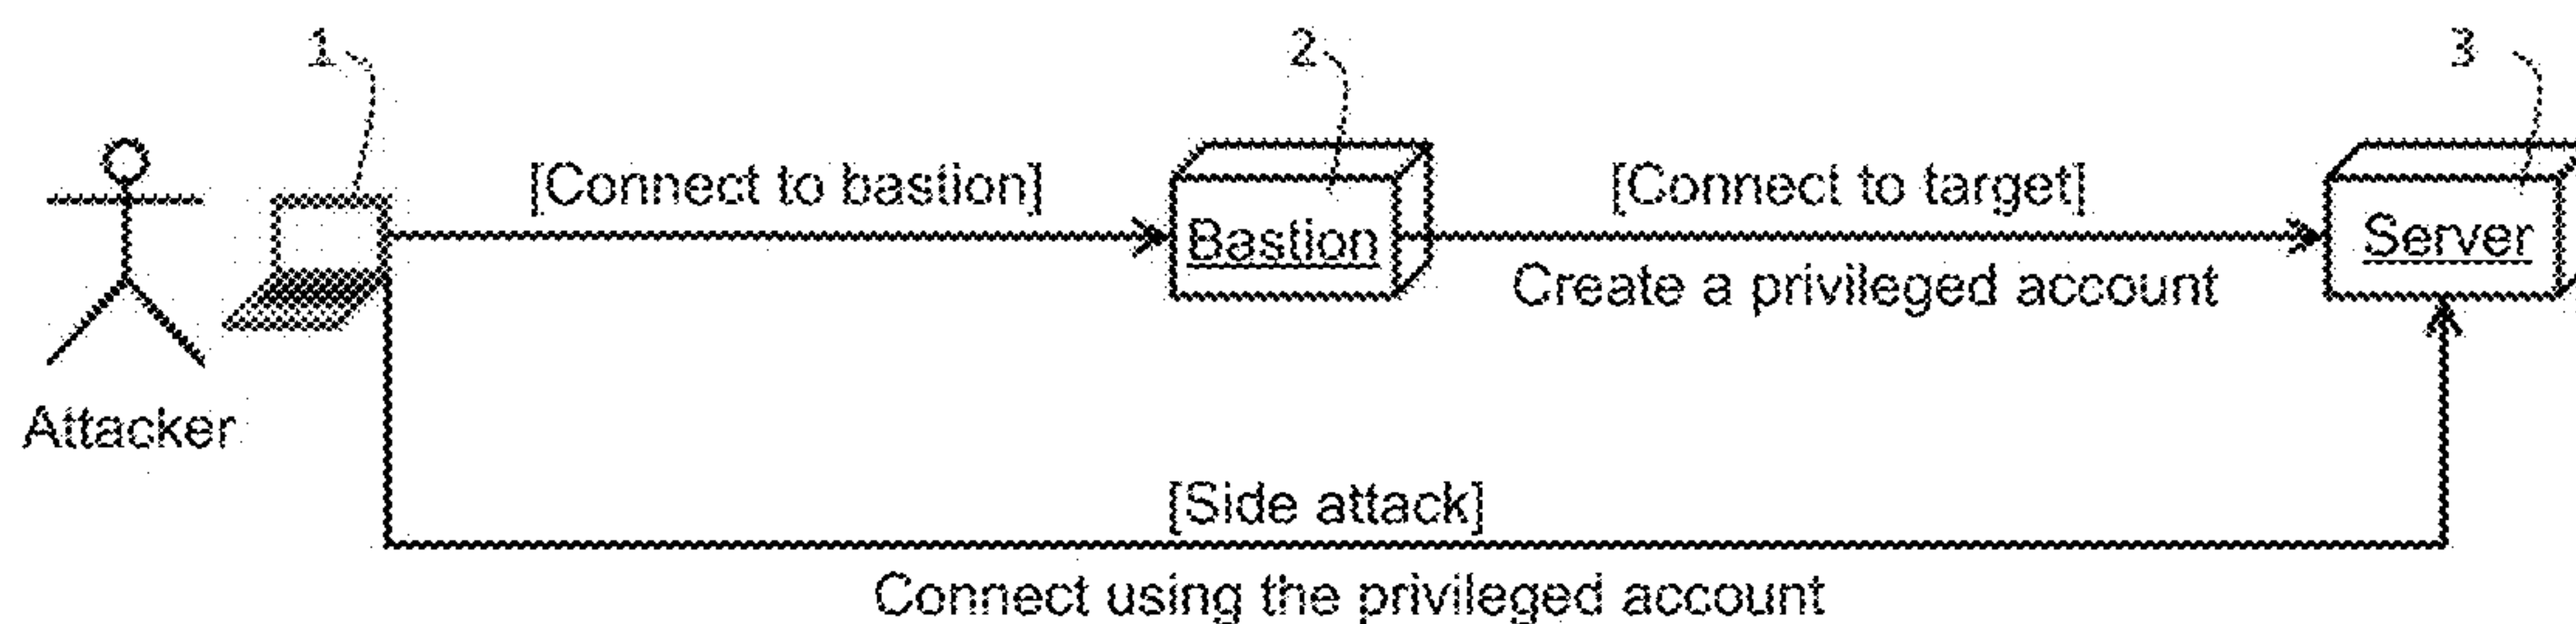 1
2
3
[Connect to bastion]
[Connect to target]
Bastion
Server
Create a privileged account
Attacker
[Side attack]
Connect using the privileged account